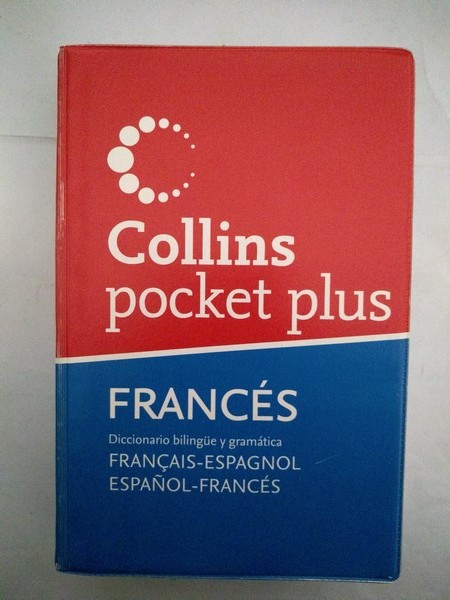 Collins
pocket plus
FRANCÉS
Diccionario bilingüe y gramática
FRANÇAIS-ESPAGNOL
ESPAÑOL-FRANCÉS